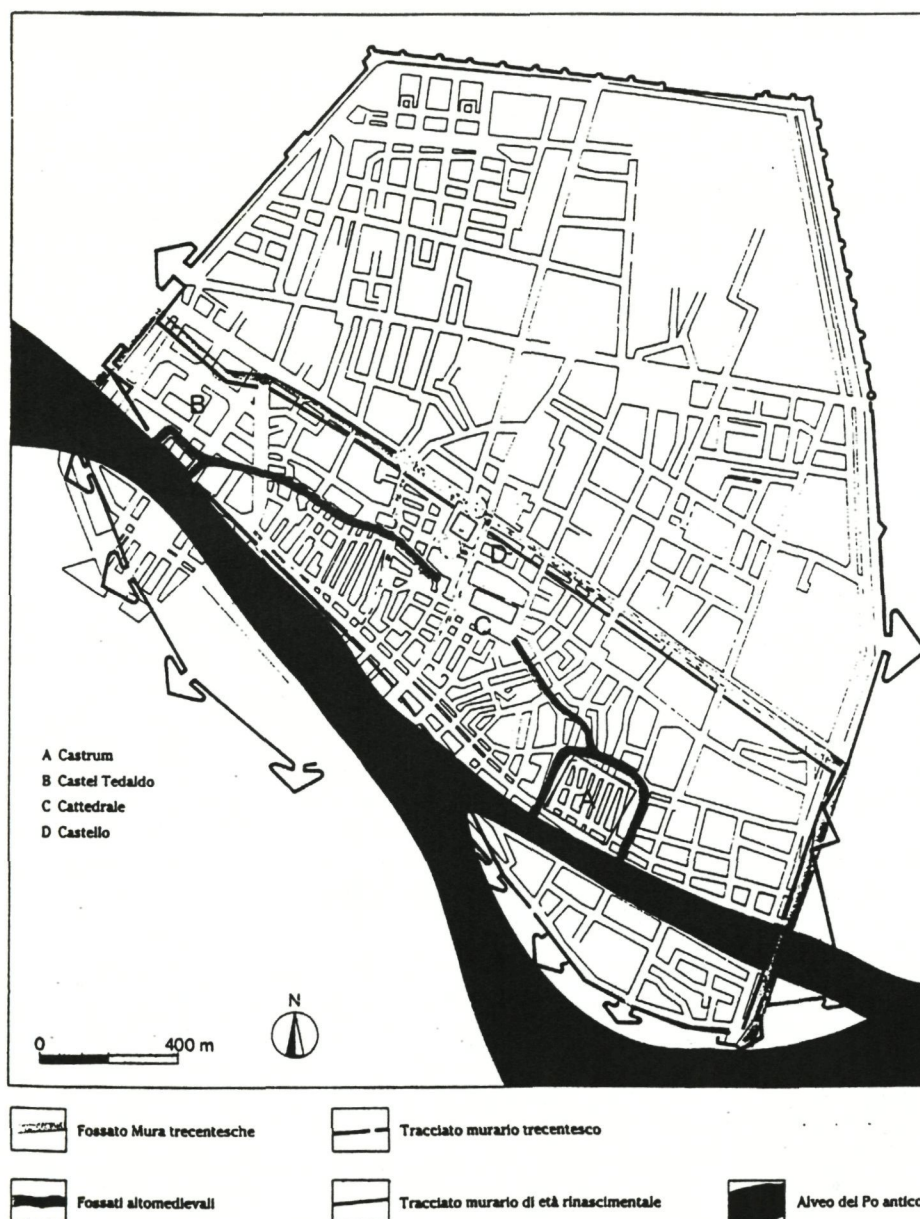 B
D
C
A
A Castrum
B Castel Tedaldo
C Cattedrale
D Castello
N
0 400 m
Fossato Mura trecentesche
Tracciato murario trecentesco
Fossati altomedievali
Tracciato murario di età rinascimentale
Alveo del Po antico